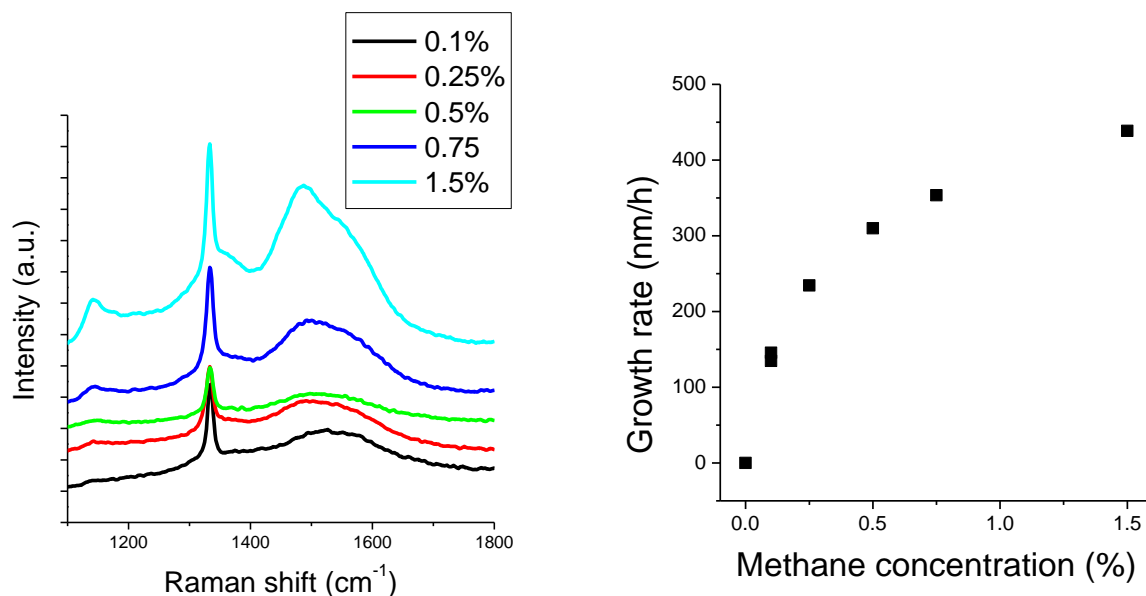 0.1%
0.25%
0.5%
0.75
1.5%
Intensity (a.u.)
1200 1400 1600 1800
Raman shift (cm⁻¹)
500
400
300
200
100
0
Growth rate (nm/h)
0.0 0.5 1.0 1.5
Methane concentration (%)